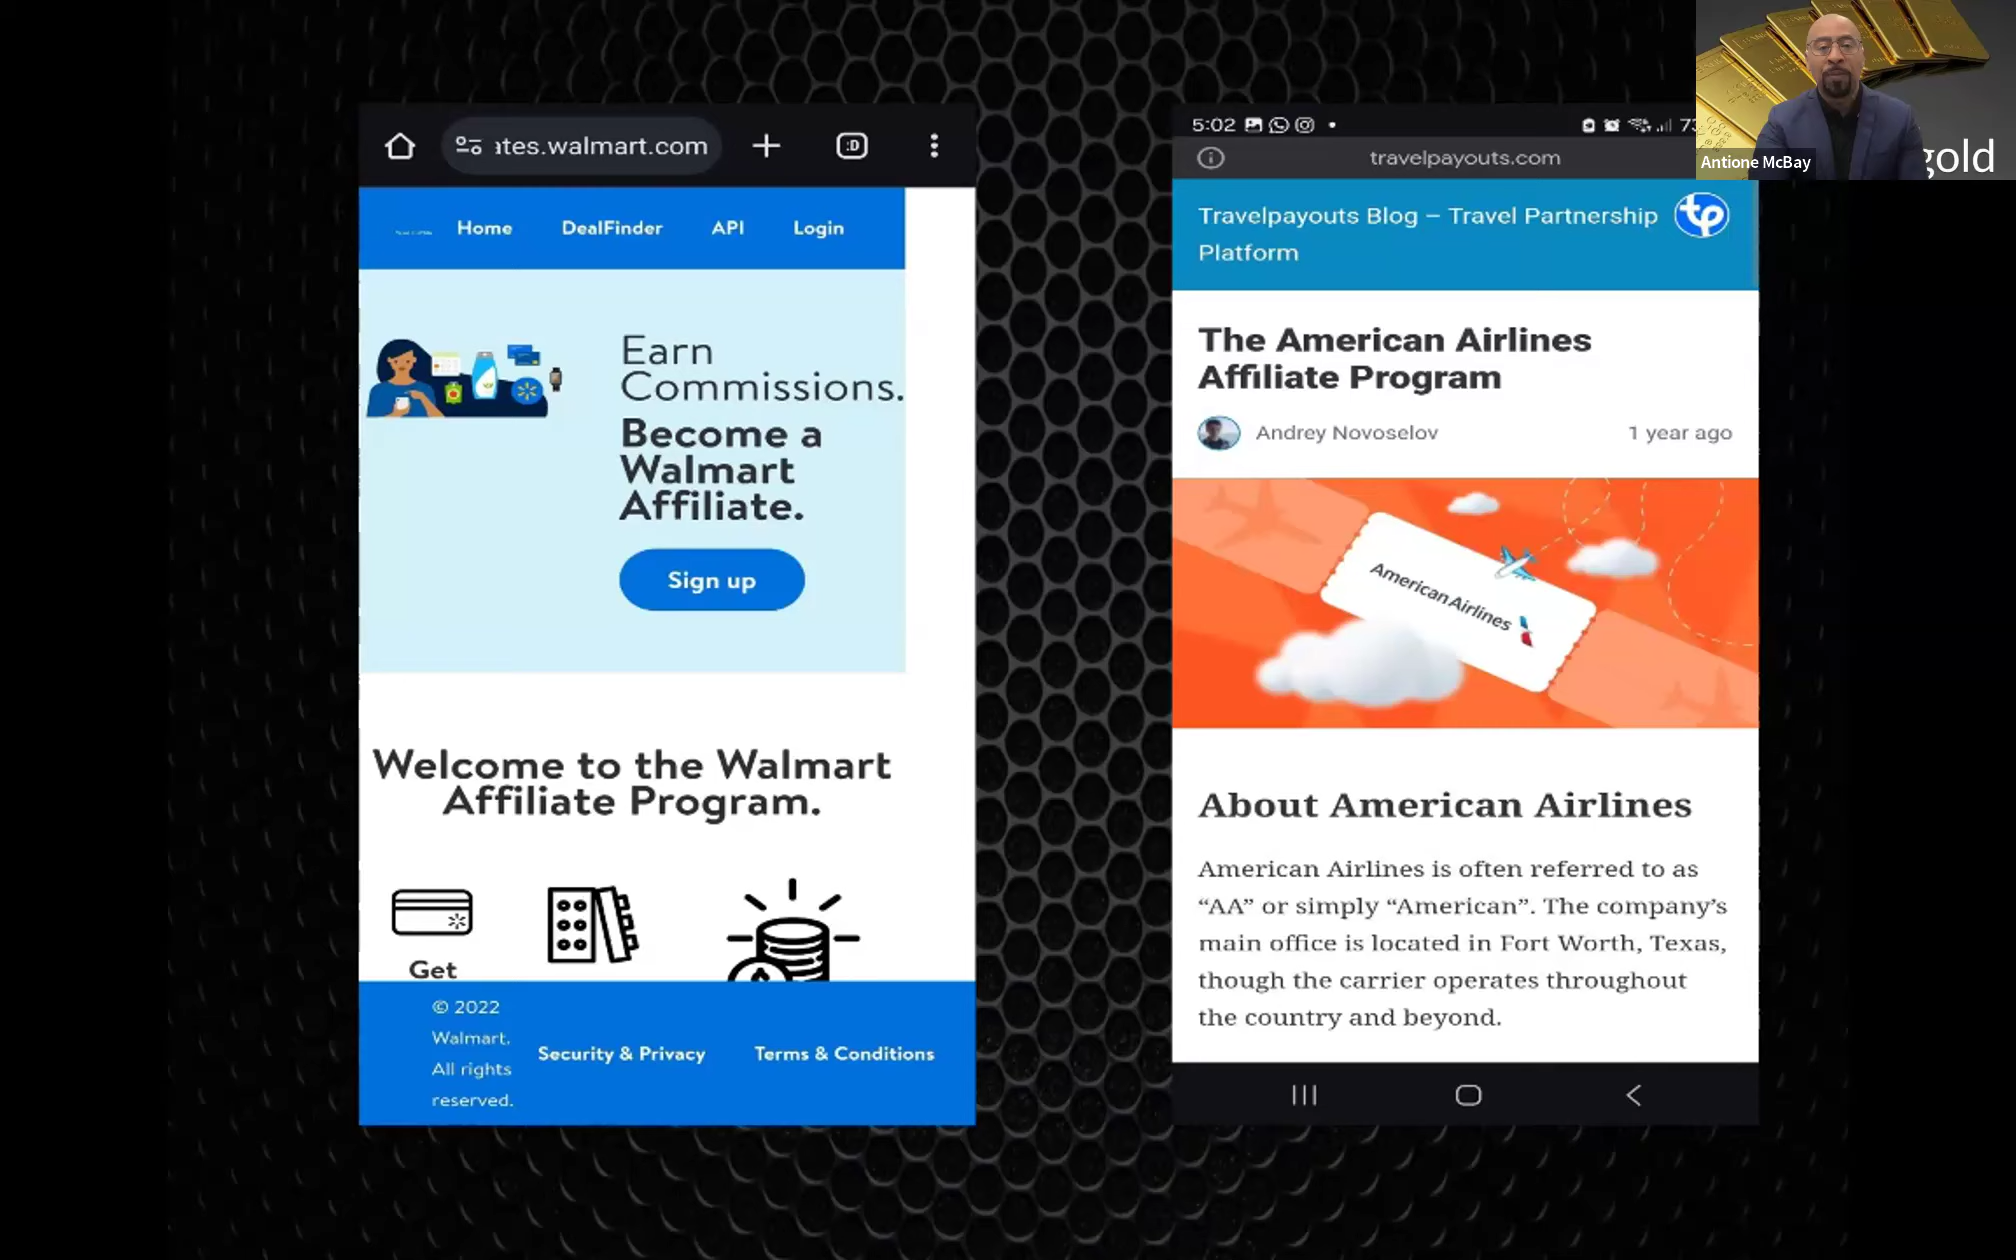 ates.walmart.com
:D
Home DealFinder API Login
Earn
Commissions.
Become a
Walmart
Affiliate.
Sign up
Welcome to the Walmart
Affiliate Program.
Get
© 2022
Walmart.
All rights
reserved.
Security & Privacy
Terms & Conditions
5:02
travelpayouts.com
Travelpayouts Blog – Travel Partnership
Platform
tp
The American Airlines
Affiliate Program
Andrey Novoselov 1 year ago
American Airlines
About American Airlines
American Airlines is often referred to as
“AA” or simply “American”. The company’s
main office is located in Fort Worth, Texas,
though the carrier operates throughout
the country and beyond.
Antione McBay
gold